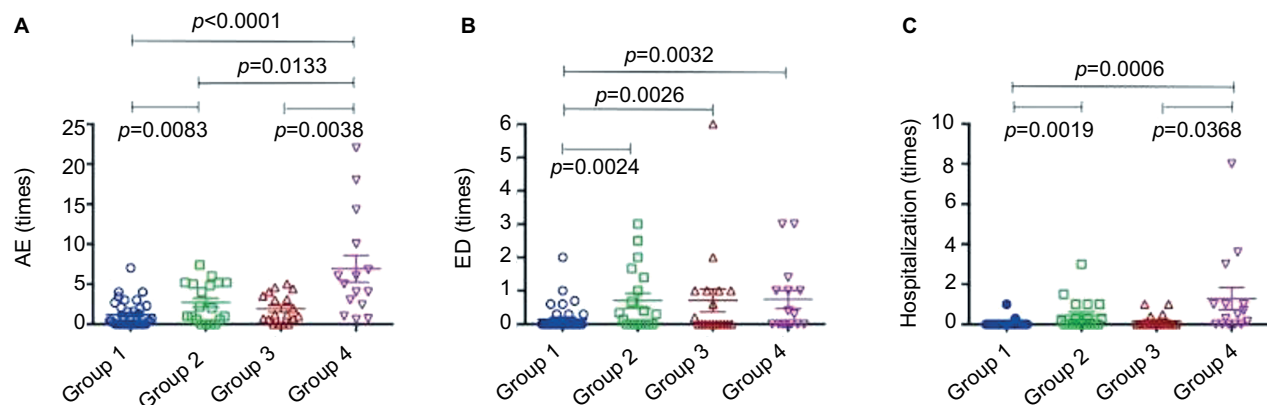 A
p<0.0001
p=0.0133
p=0.0083
p=0.0038
AE (times)
25
20
15
10
5
0
Group 1
Group 2
Group 3
Group 4
B
p=0.0032
p=0.0026
p=0.0024
ED (times)
6
5
4
3
2
1
0
Group 1
Group 2
Group 3
Group 4
C
p=0.0006
p=0.0019
p=0.0368
Hospitalization (times)
10
8
6
4
2
0
Group 1
Group 2
Group 3
Group 4